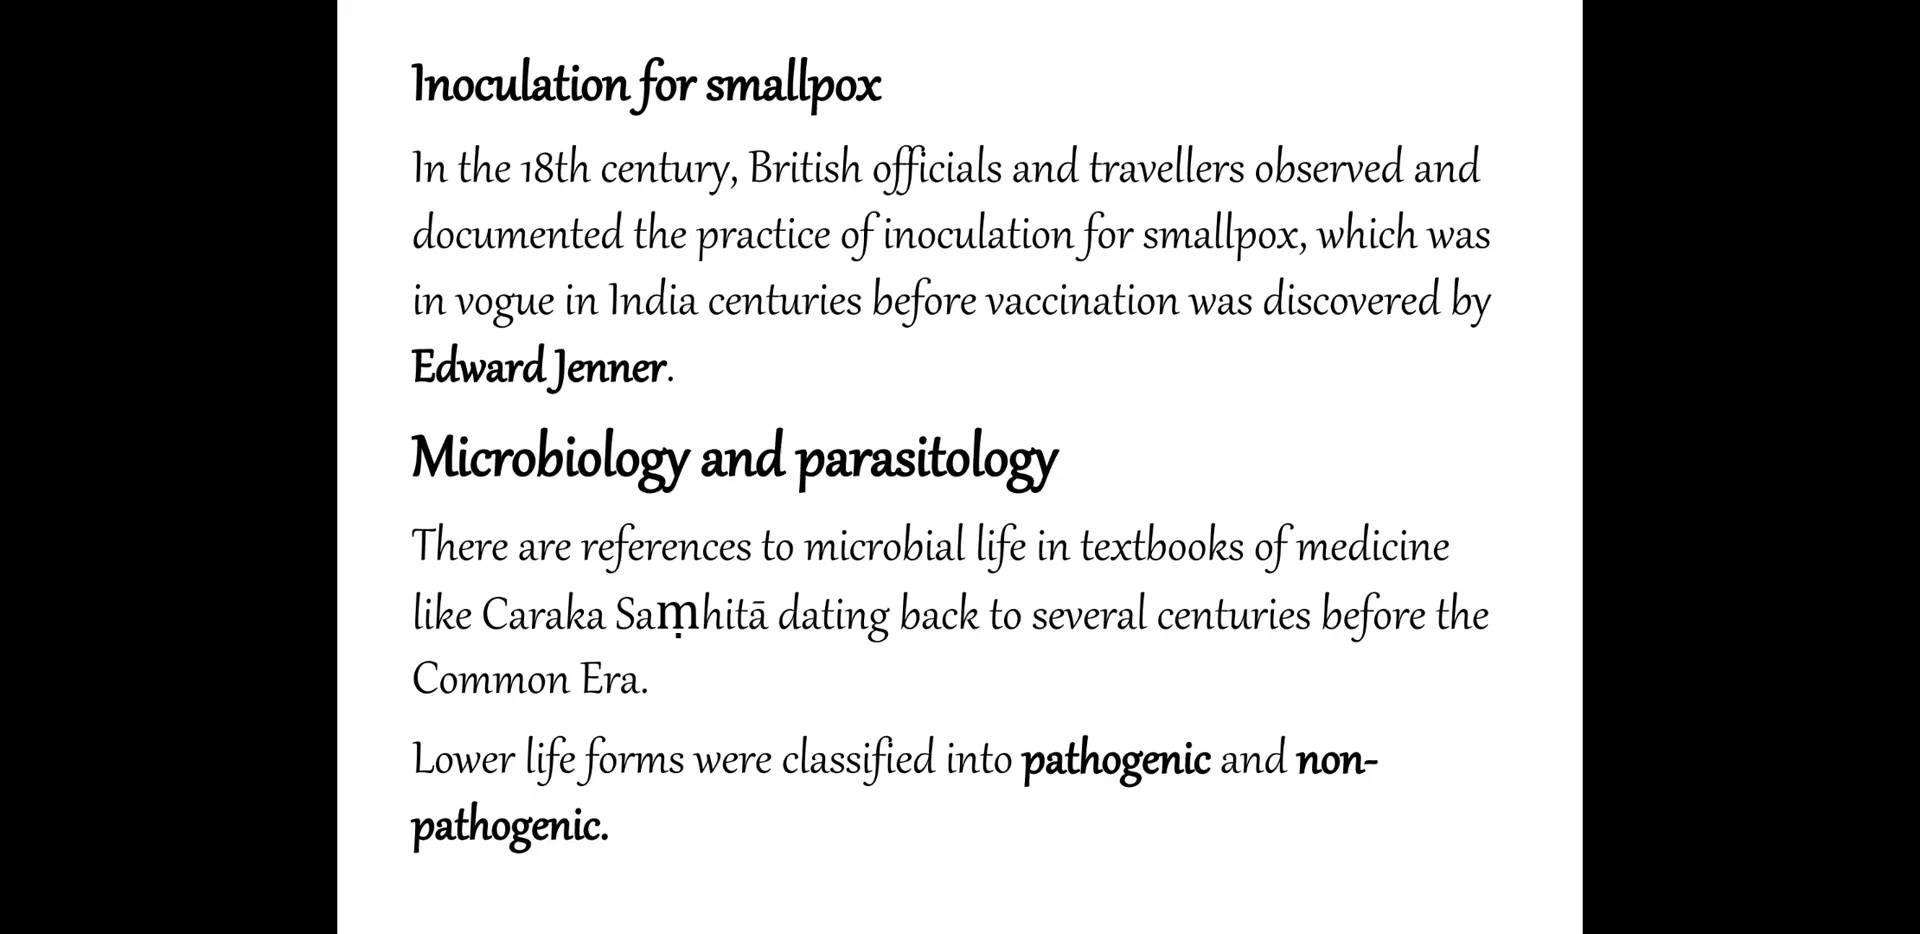 Inoculation for smallpox
In the 18th century, British officials and travellers observed and
documented the practice of inoculation for smallpox, which was
in vogue in India centuries before vaccination was discovered by
Edward Jenner.
Microbiology and parasitology
There are references to microbial life in textbooks of medicine
like Caraka Saṃhitā dating back to several centuries before the
Common Era.
Lower life forms were classified into pathogenic and non-
pathogenic.